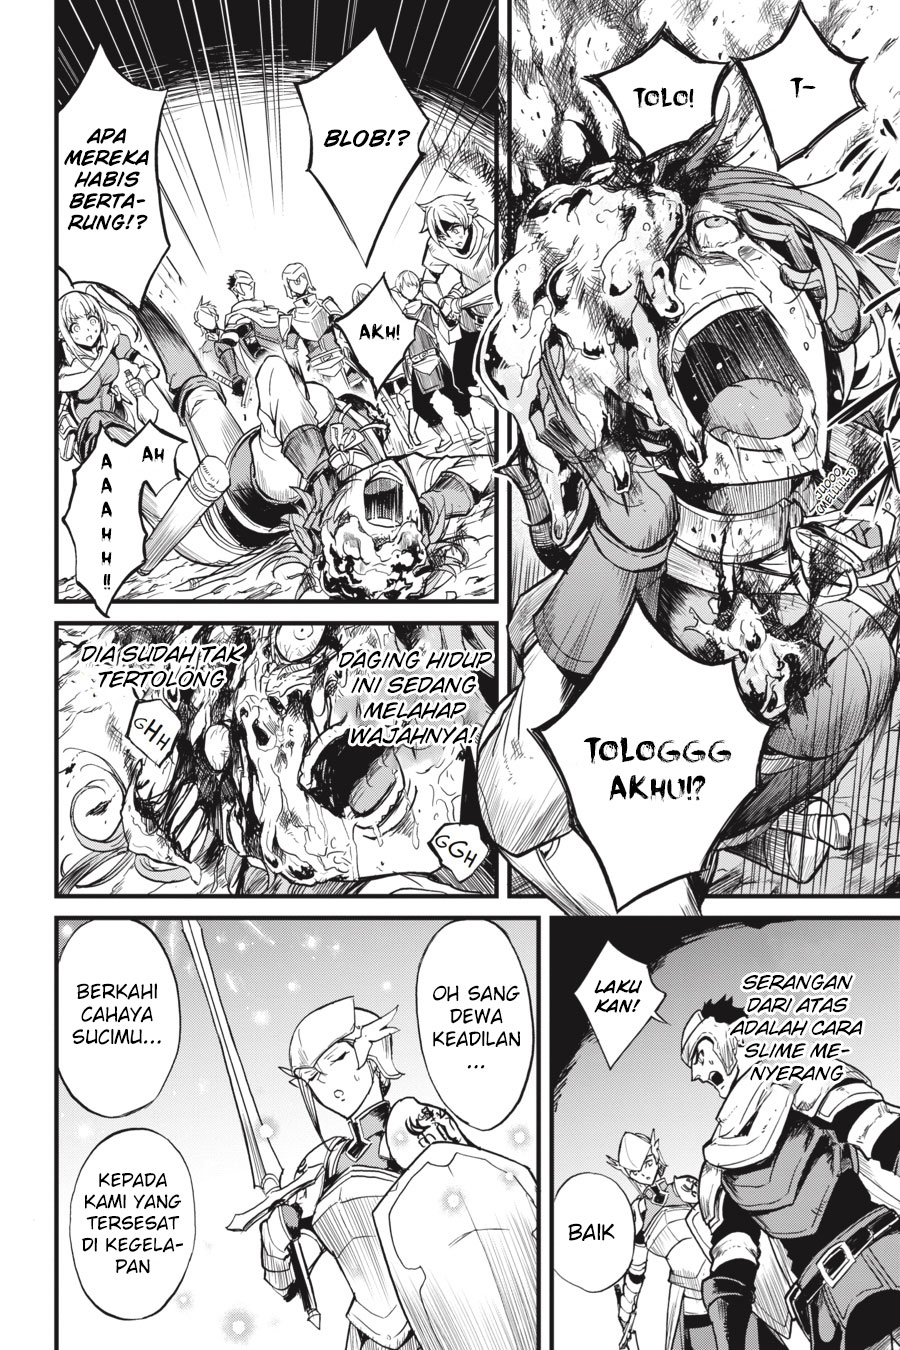 T-
TOLO!
JUOOO
(MELILIT)
TOLOGGG
AKHU!?
BLOB!?
APA
MEREKA
HABIS
BERTA-
RUNG!?
AKH!
AH
A
A
A
H
H
!!
DAGING HIDUP
INI SEDANG
MELAHAP
WAJAHNYA!
DIA SUDAH TAK
TERTOLONG
GHH
GGH
SERANGAN
DARI ATAS
ADALAH CARA
SLIME ME-
NYERANG
LAKU
KAN!
BAIK
OH SANG
DEWA
KEADILAN
...
BERKAHI
CAHAYA
SUCIMU...
KEPADA
KAMI YANG
TERSESAT
DI KEGELA-
PAN